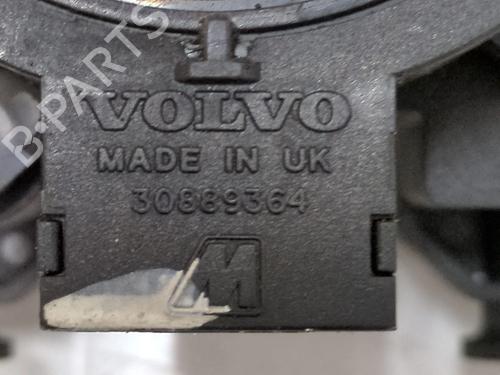 B-PARTS
VOLVO
MADE IN UK
30889364
M